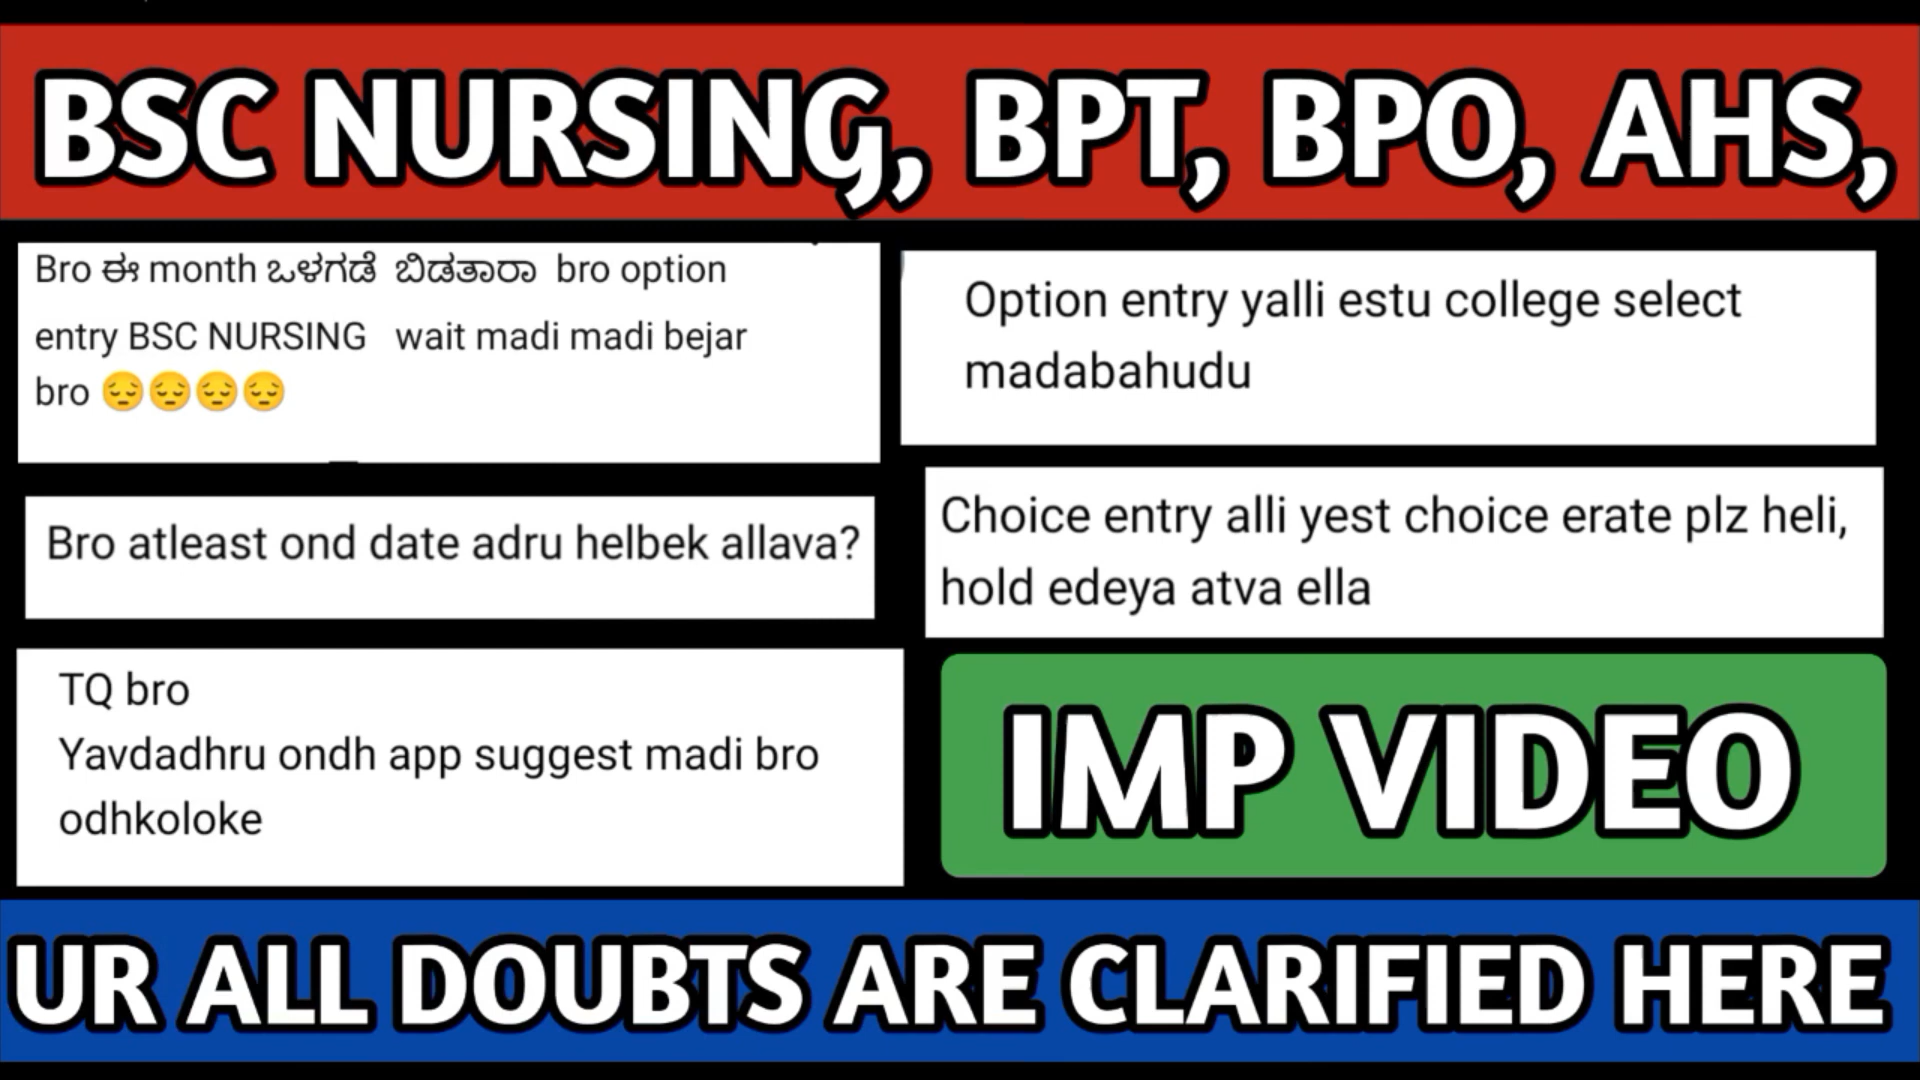 BSC NURSING, BPT, BPO, AHS,
Bro ಈ month ಒಳಗಡೆ ಬಿಡತಾರಾ bro option
entry BSC NURSING wait madi madi bejar
bro 😔😔😔😔
Option entry yalli estu college select
madabahudu
Bro atleast ond date adru helbek allava?
Choice entry alli yest choice erate plz heli,
hold edeya atva ella
TQ bro
Yavdadhru ondh app suggest madi bro
odhkoloke
IMP VIDEO
UR ALL DOUBTS ARE CLARIFIED HERE